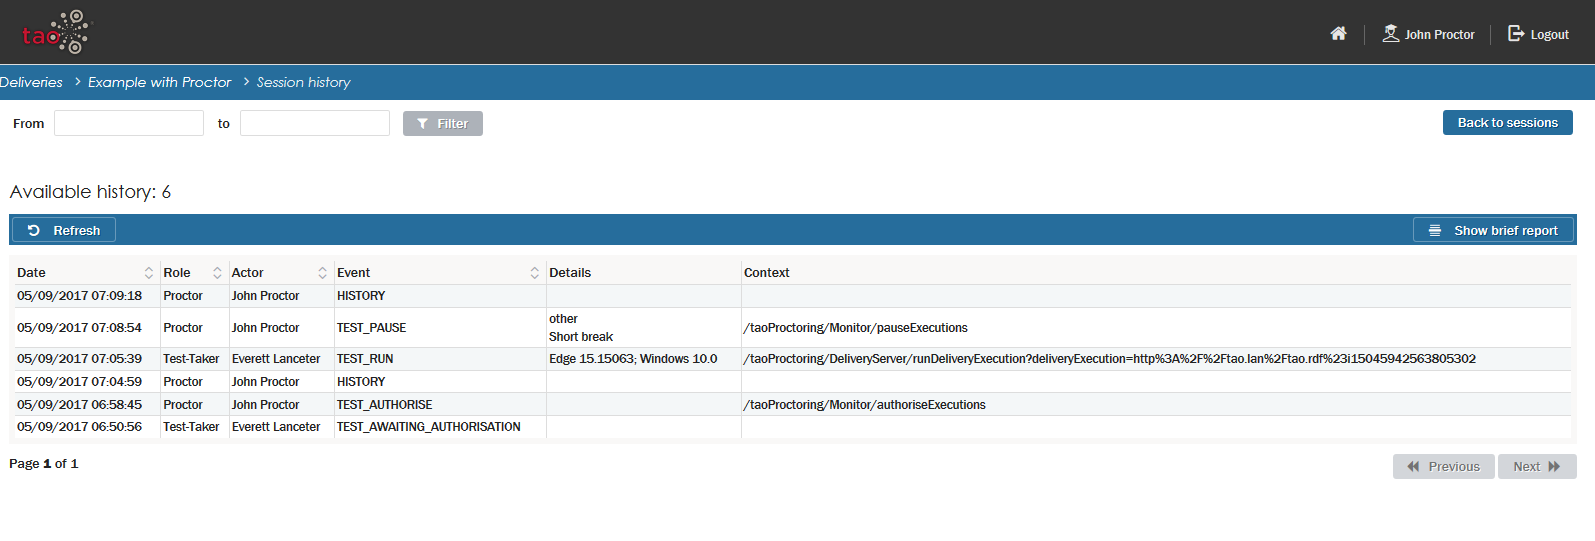 tao
John Proctor
Logout
Deliveries > Example with Proctor > Session history
From to Filter Back to sessions
Available history: 6
Refresh Show brief report
Date Role Actor Event Details Context
05/09/2017 07:09:18 Proctor John Proctor HISTORY
05/09/2017 07:08:54 Proctor John Proctor TEST_PAUSE other
Short break /taoProctoring/Monitor/pauseExecutions
05/09/2017 07:05:39 Test-Taker Everett Lanceter TEST_RUN Edge 15.15063; Windows 10.0 /taoProctoring/DeliveryServer/runDeliveryExecution?deliveryExecution=http%3A%2F%2Ftao.lan%2Ftao.rdf%23i15045942563805302
05/09/2017 07:04:59 Proctor John Proctor HISTORY
05/09/2017 06:58:45 Proctor John Proctor TEST_AUTHORISE /taoProctoring/Monitor/authoriseExecutions
05/09/2017 06:50:56 Test-Taker Everett Lanceter TEST_AWAITING_AUTHORISATION
Page 1 of 1 Previous Next